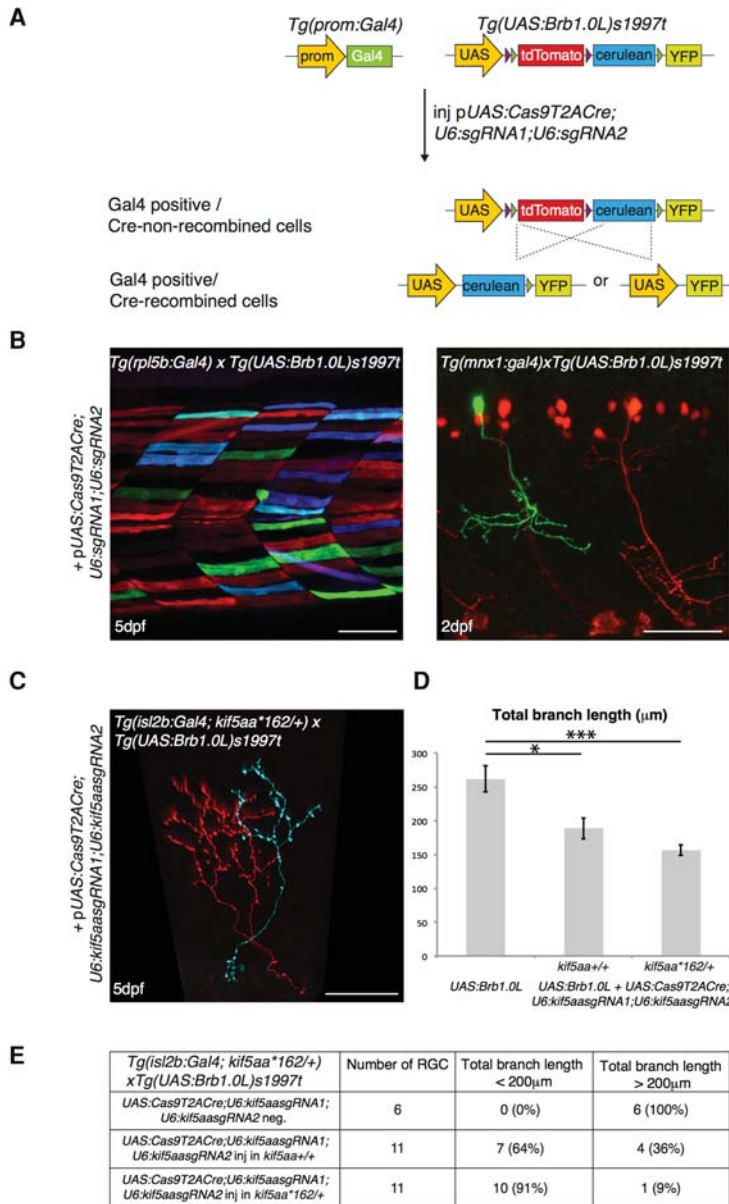 A
Tg(prom:Gal4)
Tg(UAS:Brb1.0L)s1997t
prom
Gal4
UAS
tdTomato
cerulean
YFP
inj pUAS:Cas9T2ACre;
U6:sgRNA1;U6:sgRNA2
Gal4 positive /
Cre-non-recombined cells
UAS
tdTomato
cerulean
YFP
Gal4 positive/
Cre-recombined cells
UAS
cerulean
YFP
or
UAS
YFP
B
+ pUAS:Cas9T2ACre;
U6:sgRNA1;U6:sgRNA2
Tg(rpl5b:Gal4) x Tg(UAS:Brb1.0L)s1997t
5dpf
Tg(mnx1:gal4)xTg(UAS:Brb1.0L)s1997t
2dpf
C
+ pUAS:Cas9T2ACre;
U6:kif5aasgRNA1;U6:kif5aasgRNA2
Tg(isl2b:Gal4; kif5aa*162/+) x
Tg(UAS:Brb1.0L)s1997t
5dpf
D
Total branch length (µm)
***
*
300
250
200
150
100
50
0
UAS:Brb1.0L
kif5aa+/+
kif5aa*162/+
UAS:Brb1.0L + UAS:Cas9T2ACre;
U6:kif5aasgRNA1;U6:kif5aasgRNA2
E
Tg(isl2b:Gal4; kif5aa*162/+)
xTg(UAS:Brb1.0L)s1997t
Number of RGC
Total branch length
< 200µm
Total branch length
> 200µm
UAS:Cas9T2ACre;U6:kif5aasgRNA1;
U6:kif5aasgRNA2 neg.
6
0 (0%)
6 (100%)
UAS:Cas9T2ACre;U6:kif5aasgRNA1;
U6:kif5aasgRNA2 inj in kif5aa+/+
11
7 (64%)
4 (36%)
UAS:Cas9T2ACre;U6:kif5aasgRNA1;
U6:kif5aasgRNA2 inj in kif5aa*162/+
11
10 (91%)
1 (9%)